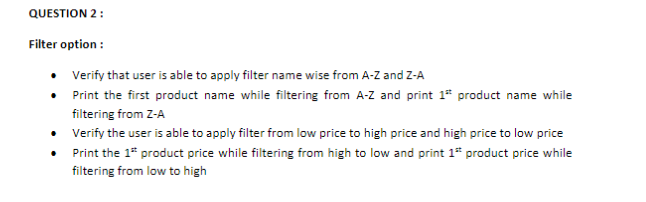 QUESTION 2 :
Filter option :
• Verify that user is able to apply filter name wise from A-Z and Z-A
• Print the first product name while filtering from A-Z and print 1st product name while
filtering from Z-A
• Verify the user is able to apply filter from low price to high price and high price to low price
• Print the 1st product price while filtering from high to low and print 1st product price while
filtering from low to high